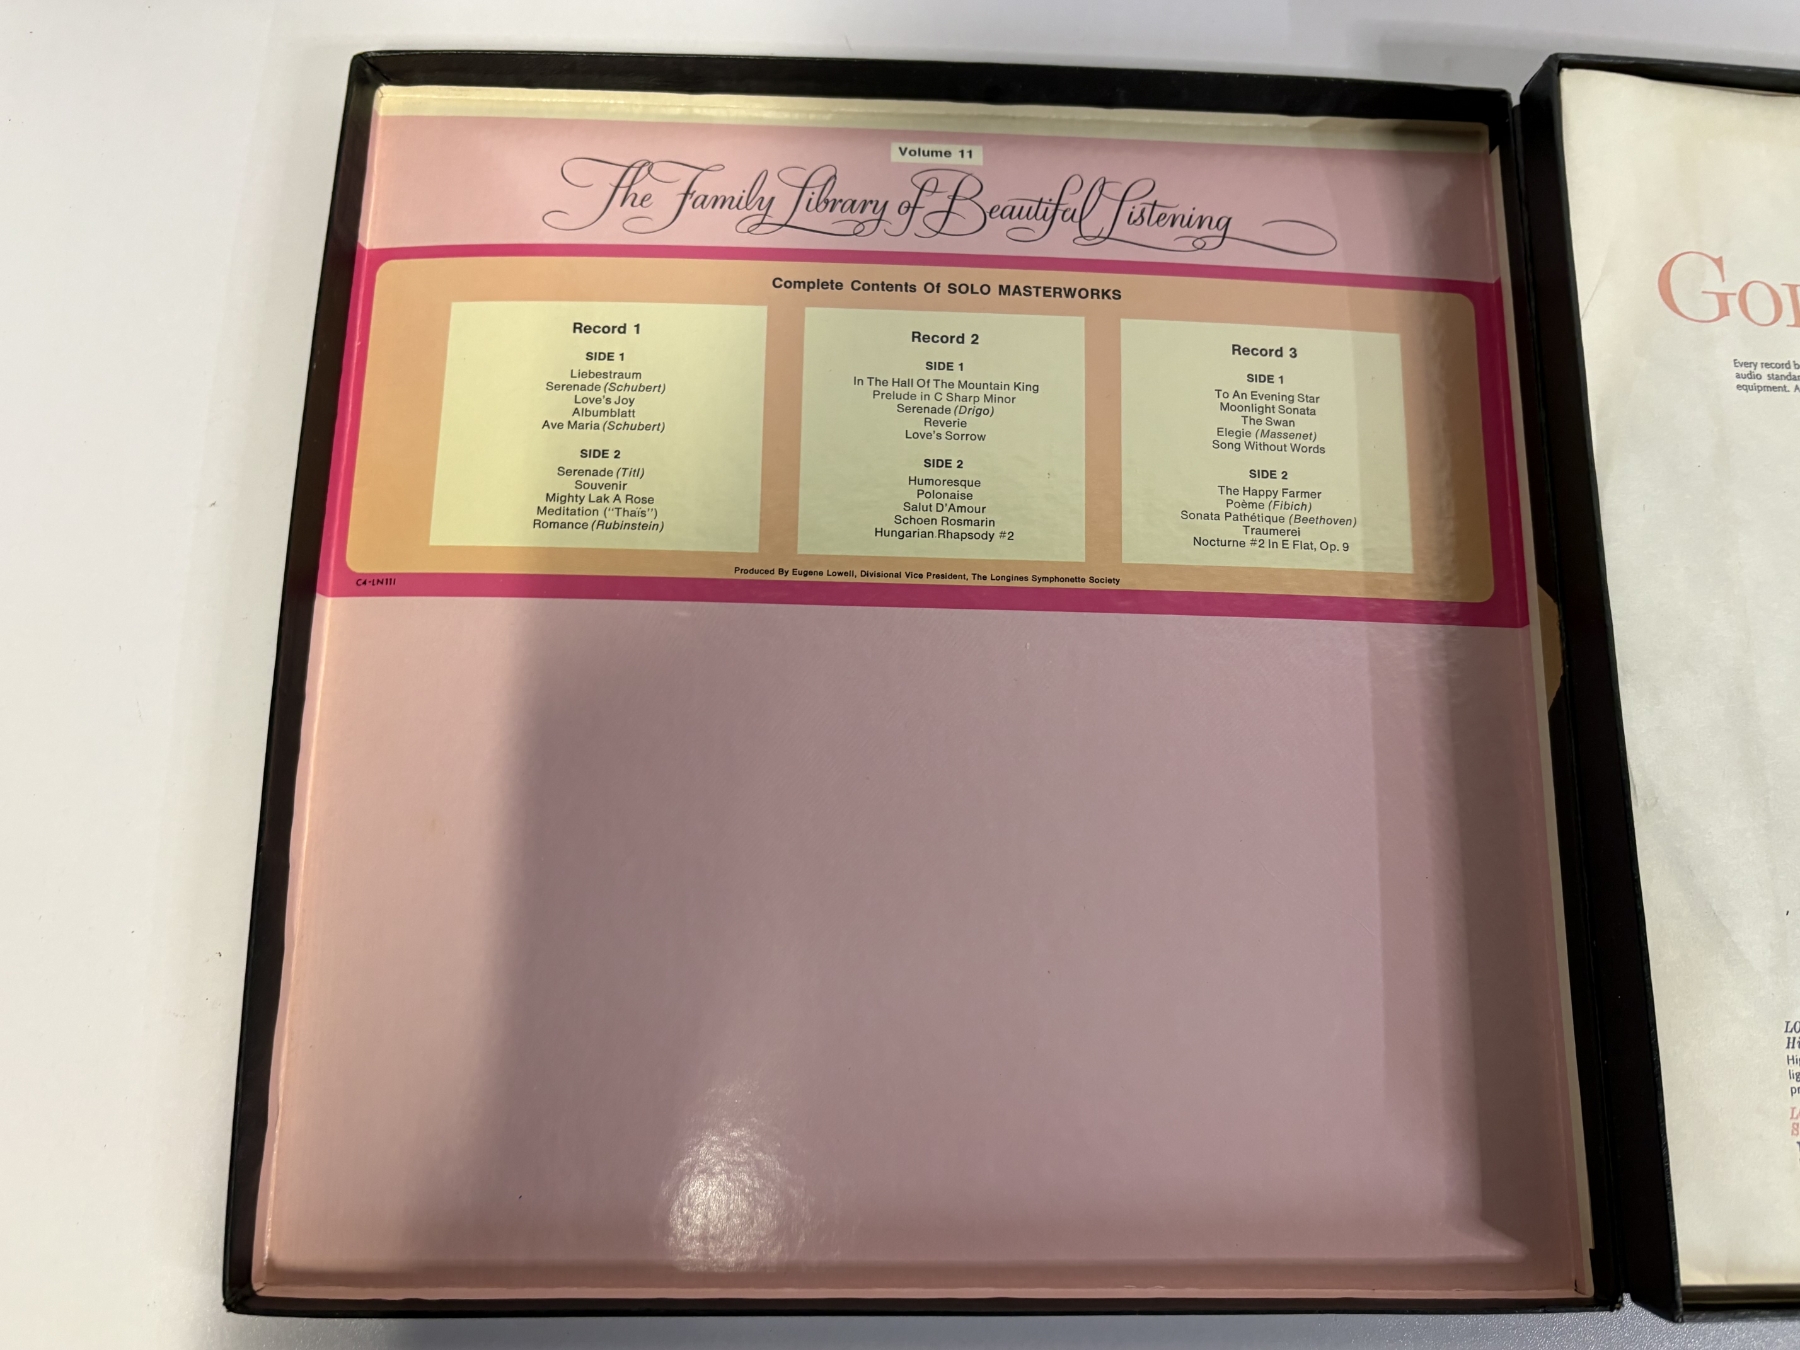 Volume 11
The Family Library of Beautiful Listening
Complete Contents Of SOLO MASTERWORKS
Record 1
SIDE 1
Liebestraum
Serenade (Schubert)
Love's Joy
Albumblatt
Ave Maria (Schubert)
SIDE 2
Serenade (Titl)
Souvenir
Mighty Lak A Rose
Meditation ("Thaïs")
Romance (Rubinstein)
Record 2
SIDE 1
In The Hall Of The Mountain King
Prelude in C Sharp Minor
Serenade (Drigo)
Reverie
Love's Sorrow
SIDE 2
Humoresque
Polonaise
Salut D'Amour
Schoen Rosmarin
Hungarian Rhapsody #2
Record 3
SIDE 1
To An Evening Star
Moonlight Sonata
The Swan
Elegie (Massenet)
Song Without Words
SIDE 2
The Happy Farmer
Poème (Fibich)
Sonata Pathétique (Beethoven)
Traumerei
Nocturne #2 In E Flat, Op. 9
Produced By Eugene Lowell, Divisional Vice President, The Longines Symphonette Society
C4-LN111
Every record
audio
equipment.